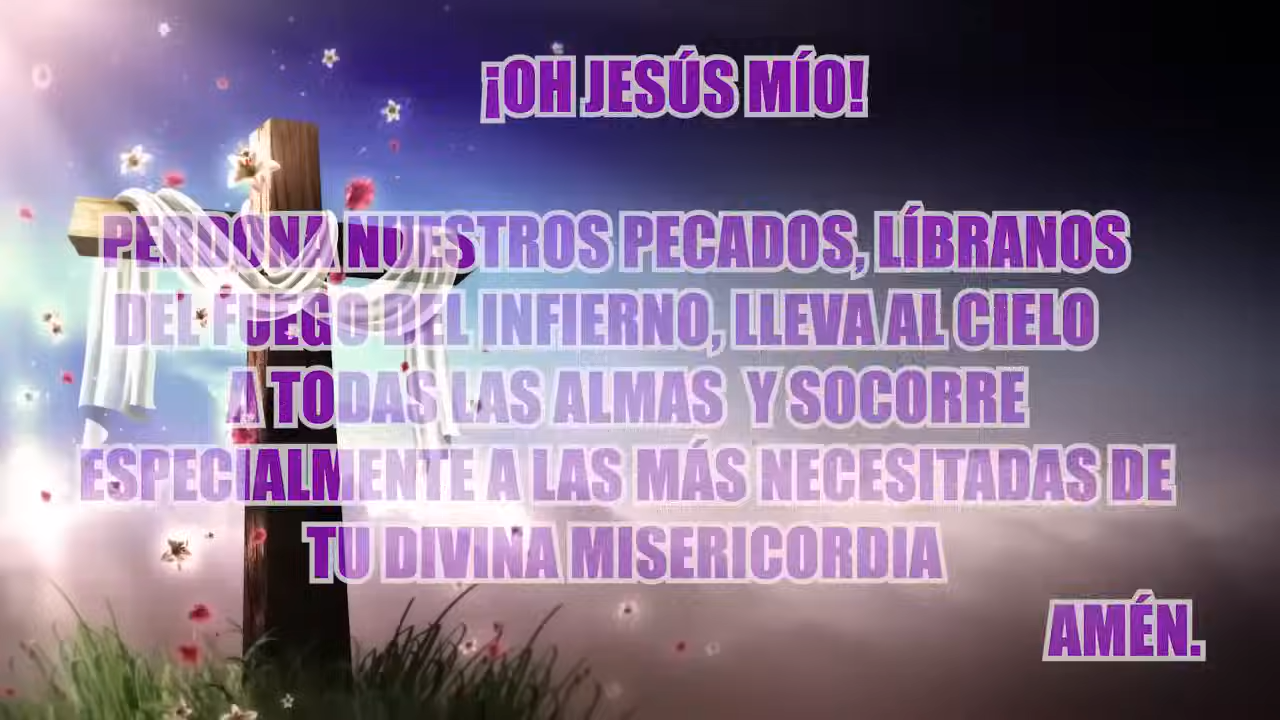 ¡OH JESÚS MÍO!
PERDONA NUESTROS PECADOS, LÍBRANOS
DEL FUEGO DEL INFIERNO, LLEVA AL CIELO
A TODAS LAS ALMAS Y SOCORRE
ESPECIALMENTE A LAS MÁS NECESITADAS DE
TU DIVINA MISERICORDIA
AMÉN.